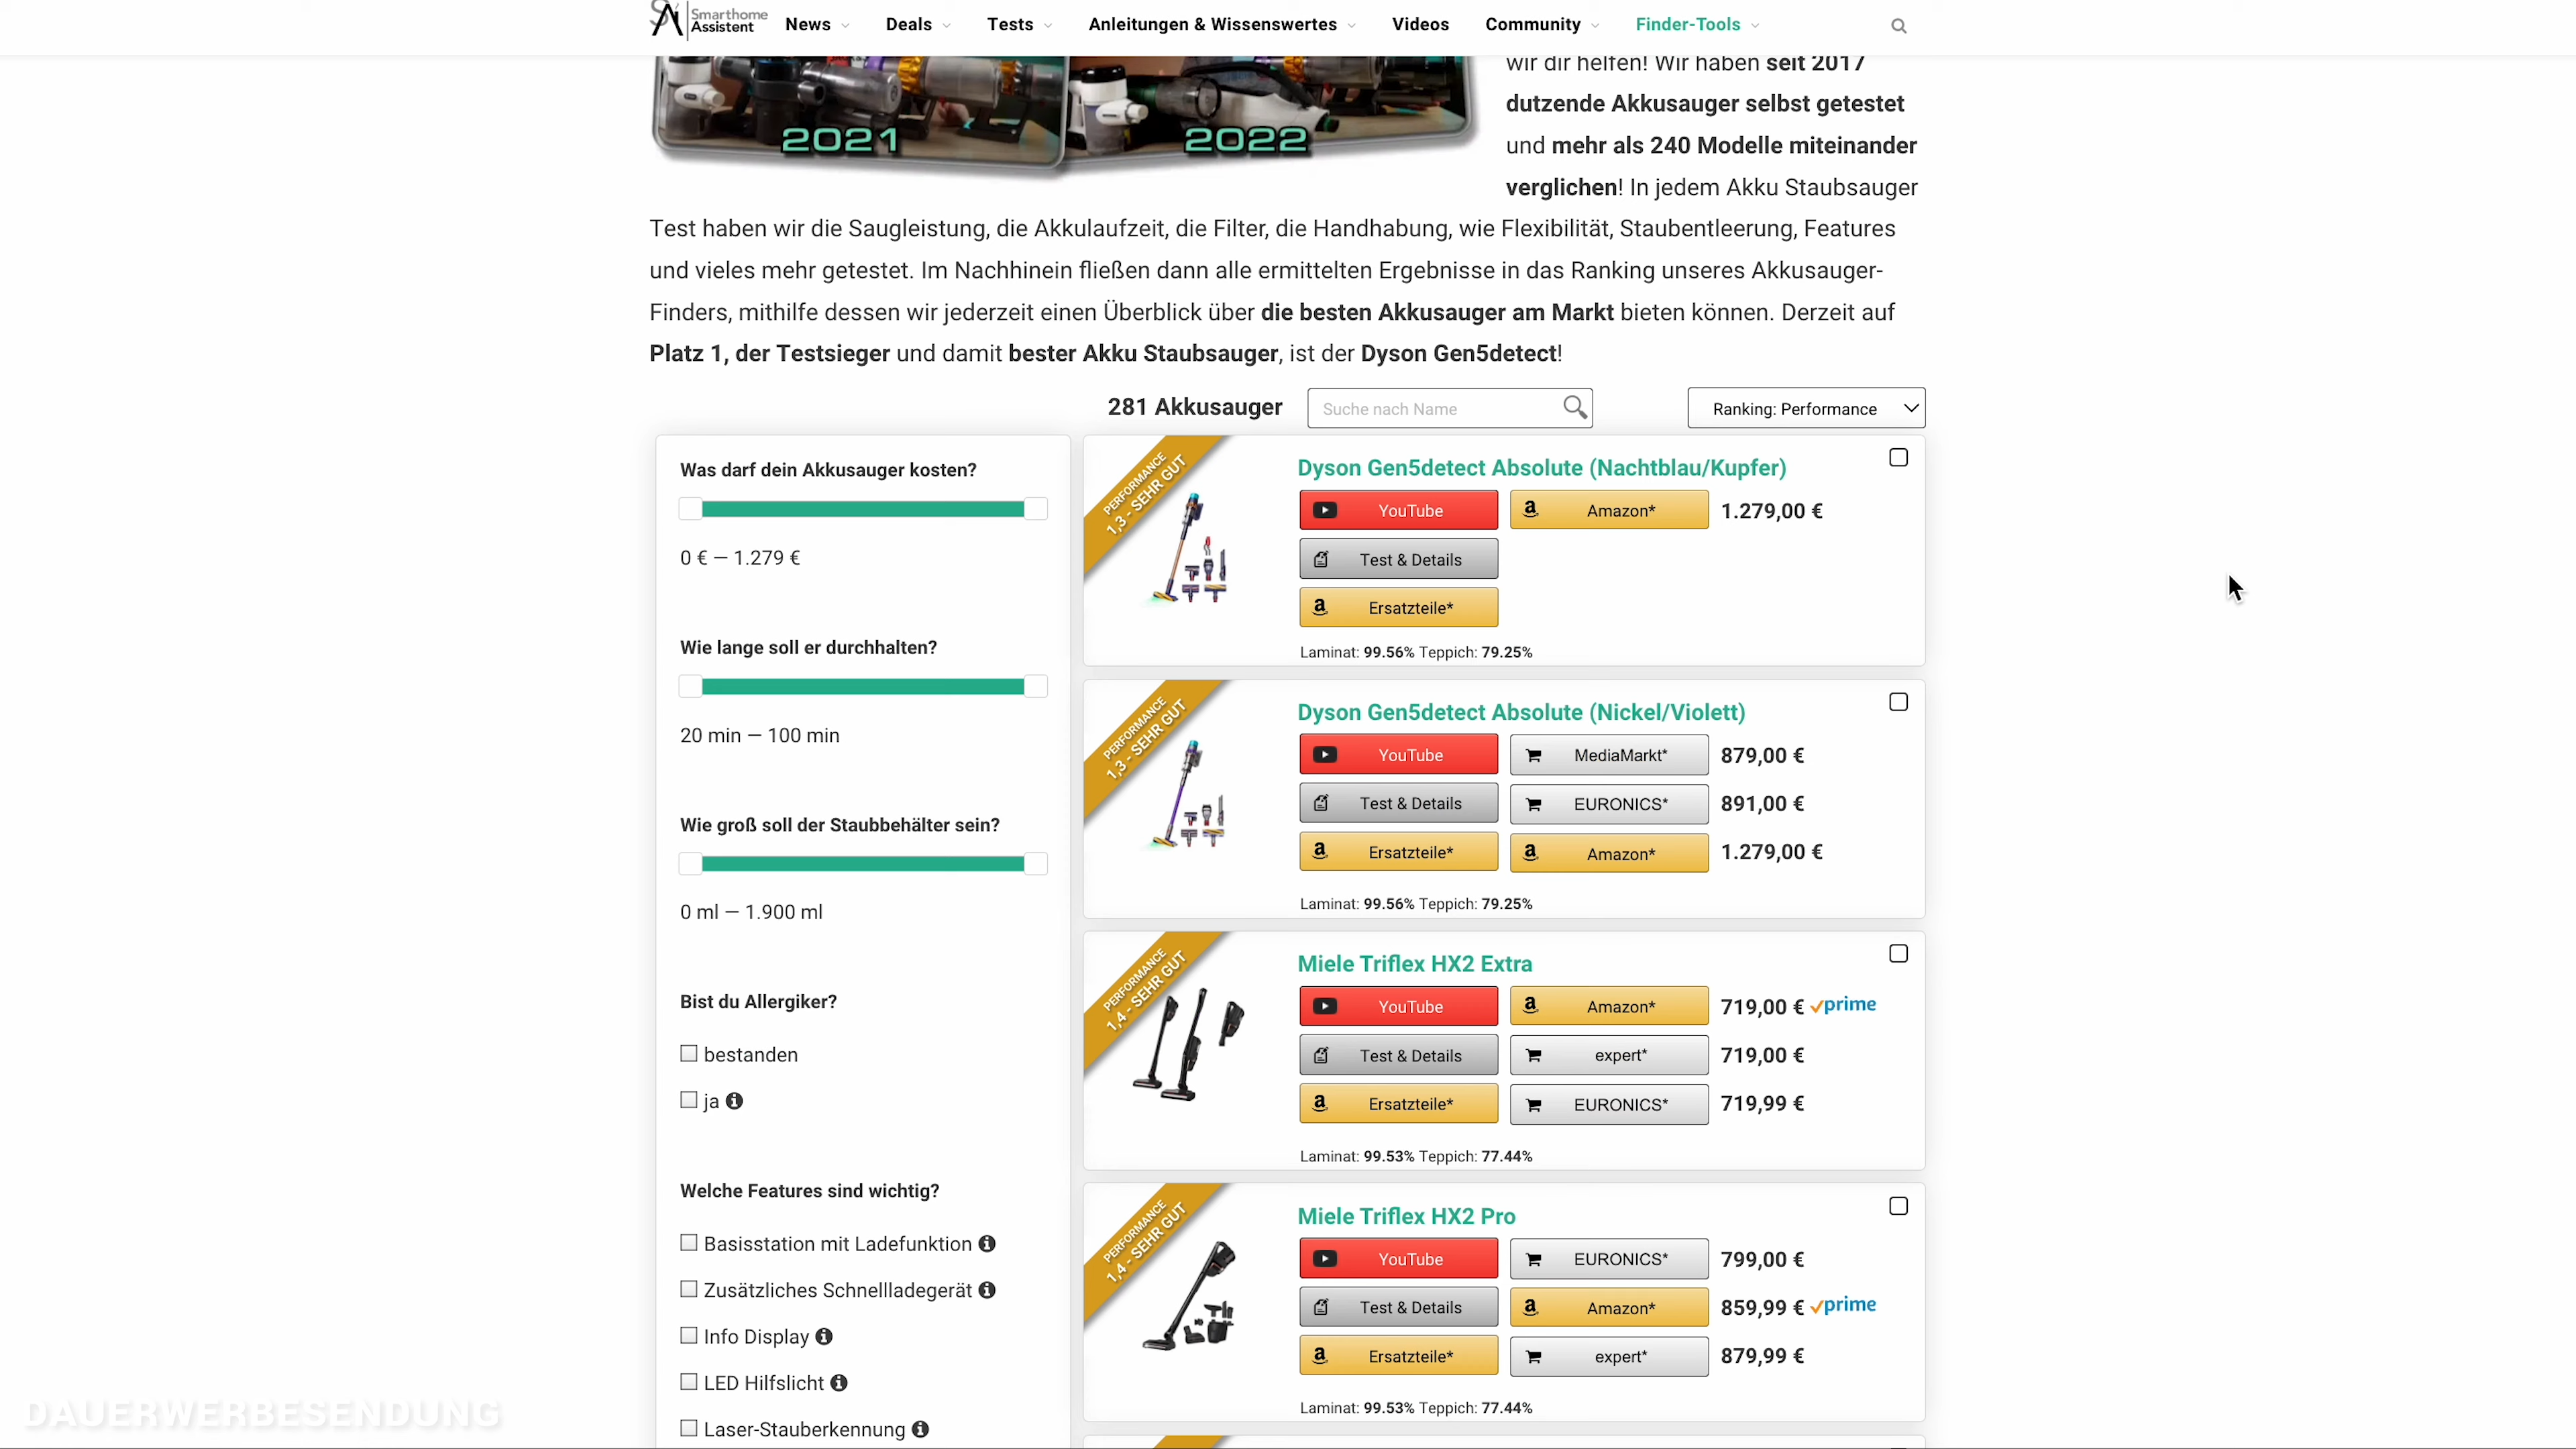 Smarthome
Assistent
News
Deals
Tests
Anleitungen & Wissenswertes
Videos
Community
Finder-Tools
2021
2022
wir dir helfen! Wir haben seit 2017
dutzende Akkusauger selbst getestet
und mehr als 240 Modelle miteinander
verglichen! In jedem Akku Staubsauger
Test haben wir die Saugleistung, die Akkulaufzeit, die Filter, die Handhabung, wie Flexibilität, Staubentleerung, Features
und vieles mehr getestet. Im Nachhinein fließen dann alle ermittelten Ergebnisse in das Ranking unseres Akkusauger-
Finders, mithilfe dessen wir jederzeit einen Überblick über die besten Akkusauger am Markt bieten können. Derzeit auf
Platz 1, der Testsieger und damit bester Akku Staubsauger, ist der Dyson Gen5detect!
281 Akkusauger
Suche nach Name
Ranking: Performance
Was darf dein Akkusauger kosten?
0 € — 1.279 €
Wie lange soll er durchhalten?
20 min — 100 min
Wie groß soll der Staubbehälter sein?
0 ml — 1.900 ml
Bist du Allergiker?
bestanden
ja
Welche Features sind wichtig?
Basisstation mit Ladefunktion
Zusätzliches Schnellladegerät
Info Display
LED Hilfslicht
Laser-Stauberkennung
PERFORMANCE
1,3 - SEHR GUT
Dyson Gen5detect Absolute (Nachtblau/Kupfer)
YouTube
Amazon* 1.279,00 €
Test & Details
Ersatzteile*
Laminat: 99.56% Teppich: 79.25%
PERFORMANCE
1,3 - SEHR GUT
Dyson Gen5detect Absolute (Nickel/Violett)
YouTube
MediaMarkt* 879,00 €
Test & Details
EURONICS* 891,00 €
Ersatzteile*
Amazon* 1.279,00 €
Laminat: 99.56% Teppich: 79.25%
PERFORMANCE
1,4 - SEHR GUT
Miele Triflex HX2 Extra
YouTube
Amazon* 719,00 € prime
Test & Details
expert* 719,00 €
Ersatzteile*
EURONICS* 719,99 €
Laminat: 99.53% Teppich: 77.44%
PERFORMANCE
1,4 - SEHR GUT
Miele Triflex HX2 Pro
YouTube
EURONICS* 799,00 €
Test & Details
Amazon* 859,99 € prime
Ersatzteile*
expert* 879,99 €
Laminat: 99.53% Teppich: 77.44%
DAUERWERBESENDUNG